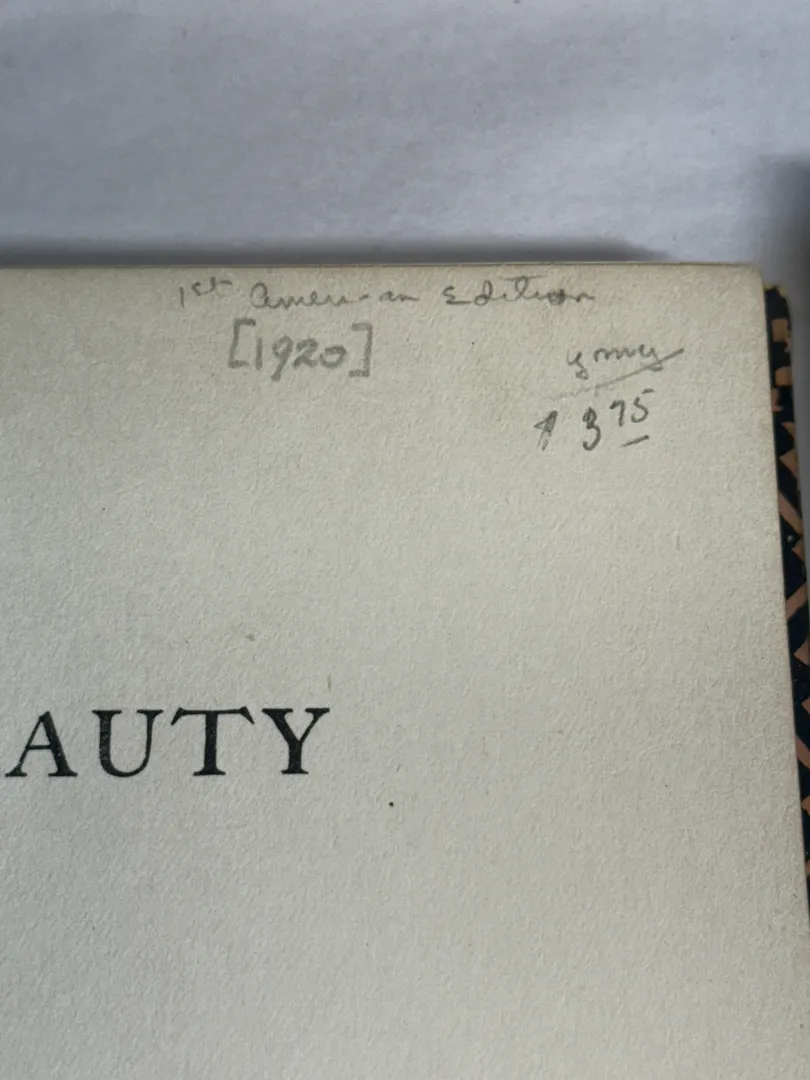 1st American Edition
[1920]
$3 75
AUTY